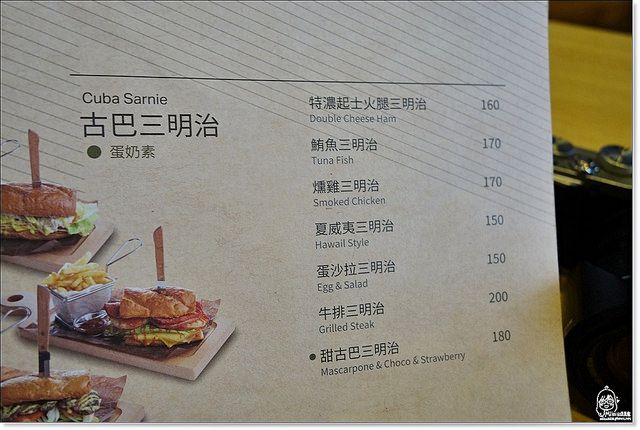 Cuba Sarnie
古巴三明治
● 蛋奶素
特濃起士火腿三明治 160
Double Cheese Ham
鮪魚三明治 170
Tuna Fish
燻雞三明治 170
Smoked Chicken
夏威夷三明治 150
Hawaii Style
蛋沙拉三明治 150
Egg & Salad
牛排三明治 200
Grilled Steak
● 甜古巴三明治 180
Mascarpone & Choco & Strawberry